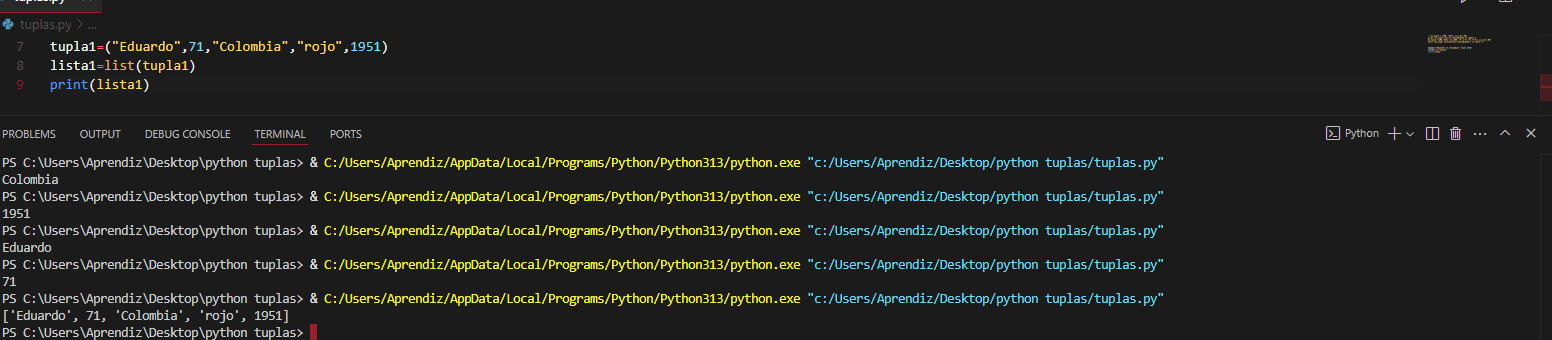 tuplas.py
tuplas.py > ...
7 tupla1=("Eduardo",71,"Colombia","rojo",1951)
8 lista1=list(tupla1)
9 print(lista1)
PROBLEMS OUTPUT DEBUG CONSOLE TERMINAL PORTS Python
PS C:\Users\Aprendiz\Desktop\python tuplas> & C:/Users/Aprendiz/AppData/Local/Programs/Python/Python313/python.exe "c:/Users/Aprendiz/Desktop/python tuplas/tuplas.py"
Colombia
PS C:\Users\Aprendiz\Desktop\python tuplas> & C:/Users/Aprendiz/AppData/Local/Programs/Python/Python313/python.exe "c:/Users/Aprendiz/Desktop/python tuplas/tuplas.py"
1951
PS C:\Users\Aprendiz\Desktop\python tuplas> & C:/Users/Aprendiz/AppData/Local/Programs/Python/Python313/python.exe "c:/Users/Aprendiz/Desktop/python tuplas/tuplas.py"
Eduardo
PS C:\Users\Aprendiz\Desktop\python tuplas> & C:/Users/Aprendiz/AppData/Local/Programs/Python/Python313/python.exe "c:/Users/Aprendiz/Desktop/python tuplas/tuplas.py"
71
PS C:\Users\Aprendiz\Desktop\python tuplas> & C:/Users/Aprendiz/AppData/Local/Programs/Python/Python313/python.exe "c:/Users/Aprendiz/Desktop/python tuplas/tuplas.py"
['Eduardo', 71, 'Colombia', 'rojo', 1951]
PS C:\Users\Aprendiz\Desktop\python tuplas>